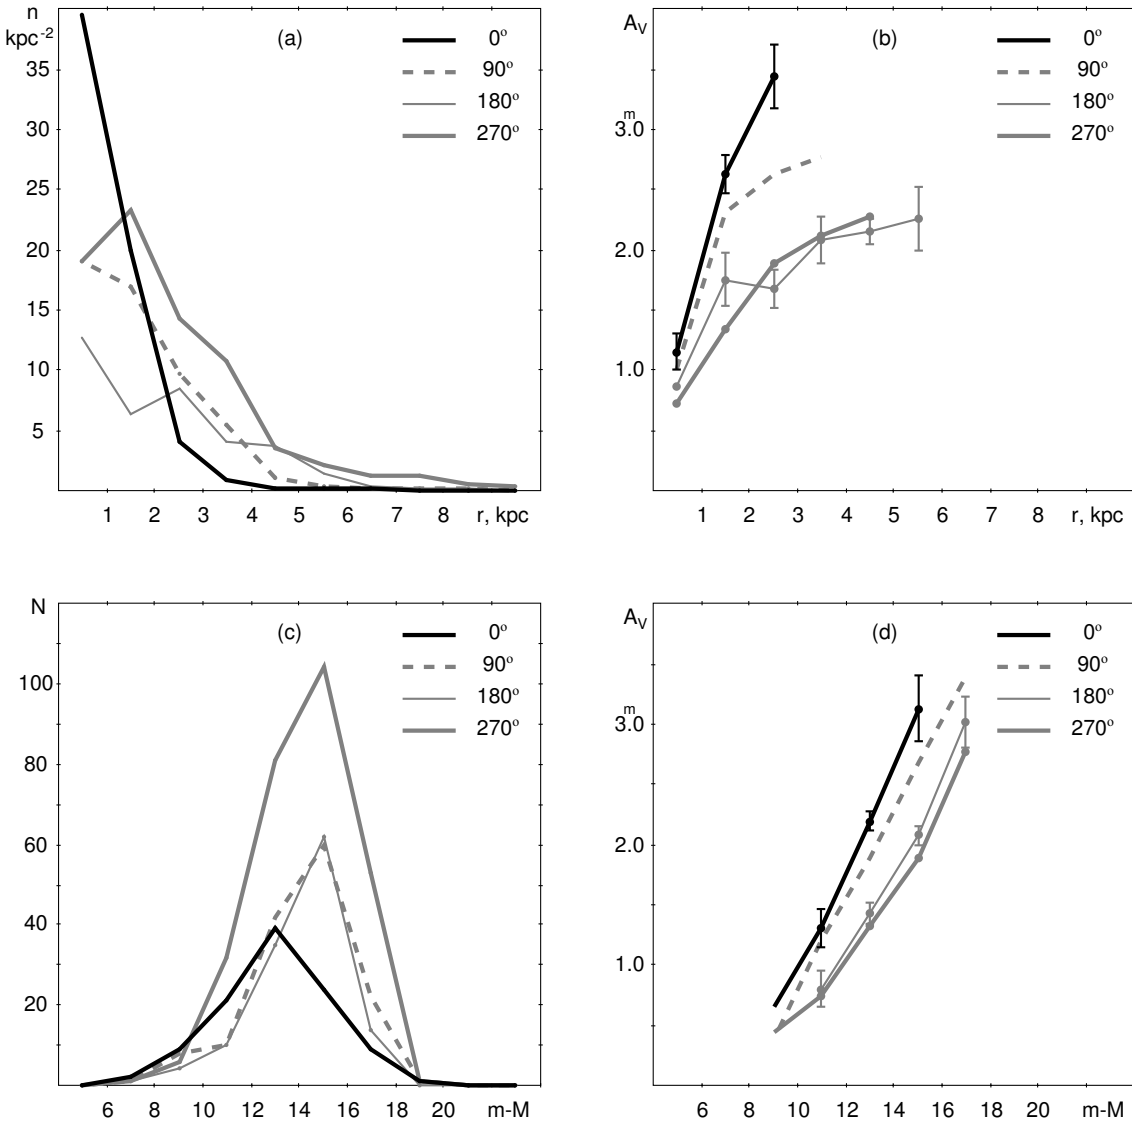 n
kpc-2
(a)
0º
90º
180º
270º
35
30
25
20
15
10
5
1 2 3 4 5 6 7 8 r, kpc
AV
(b)
0º
90º
180º
270º
m
3.0
2.0
1.0
1 2 3 4 5 6 7 8 r, kpc
N
(c)
0º
90º
180º
270º
100
80
60
40
20
6 8 10 12 14 16 18 20 m-M
AV
(d)
0º
90º
180º
270º
m
3.0
2.0
1.0
6 8 10 12 14 16 18 20 m-M